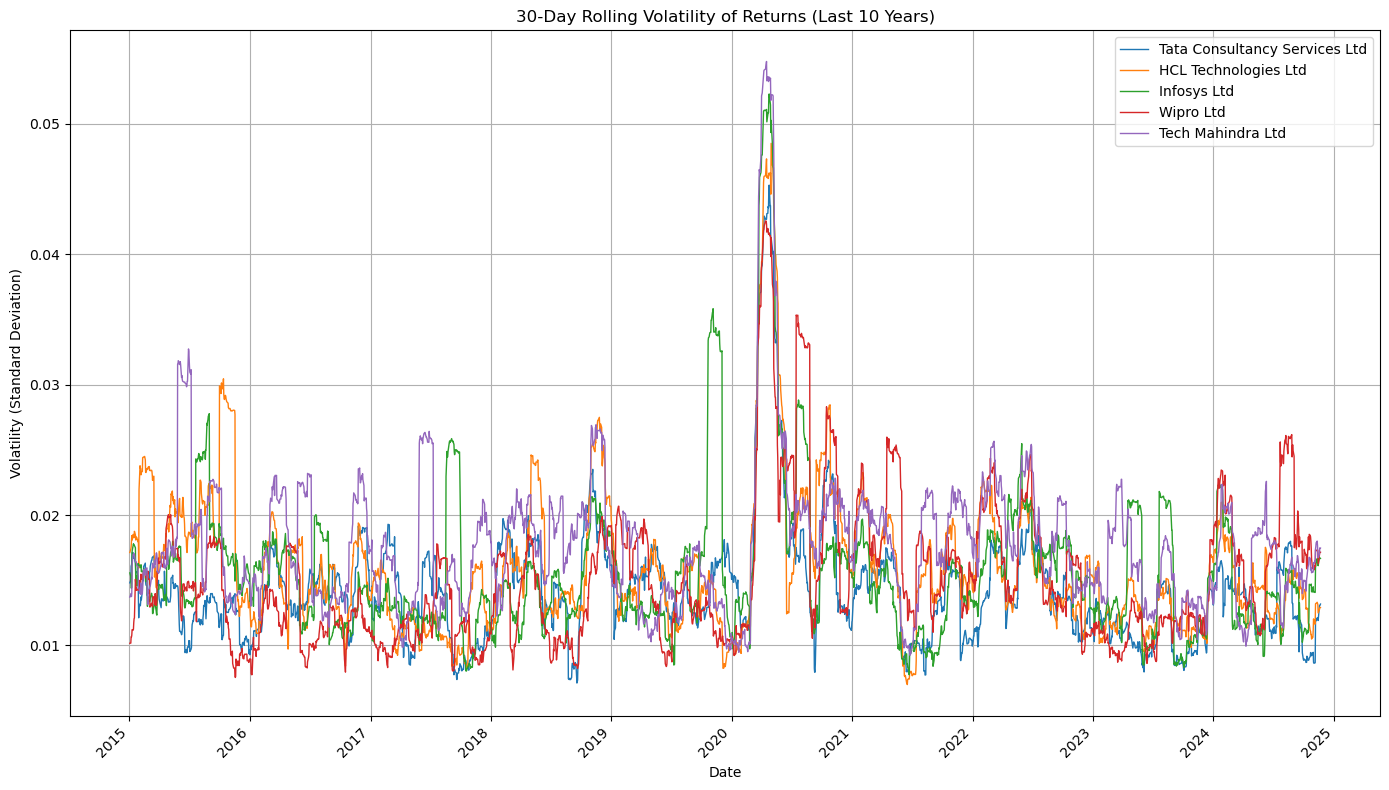 30-Day Rolling Volatility of Returns (Last 10 Years)
Tata Consultancy Services Ltd
HCL Technologies Ltd
Infosys Ltd
Wipro Ltd
Tech Mahindra Ltd
Volatility (Standard Deviation)
0.05
0.04
0.03
0.02
0.01
2015
2016
2017
2018
2019
2020
2021
2022
2023
2024
2025
Date